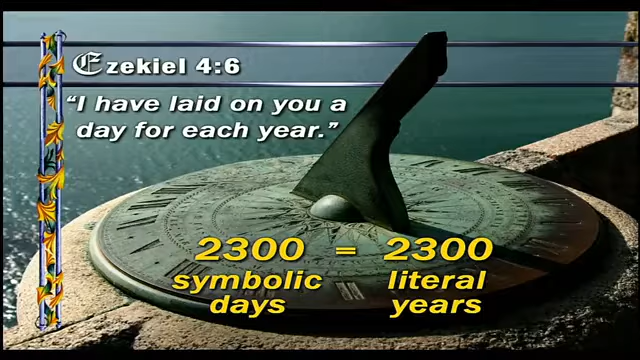 Ezekiel 4:6
“I have laid on you a
day for each year.”
2300 = 2300
symbolic literal
days years